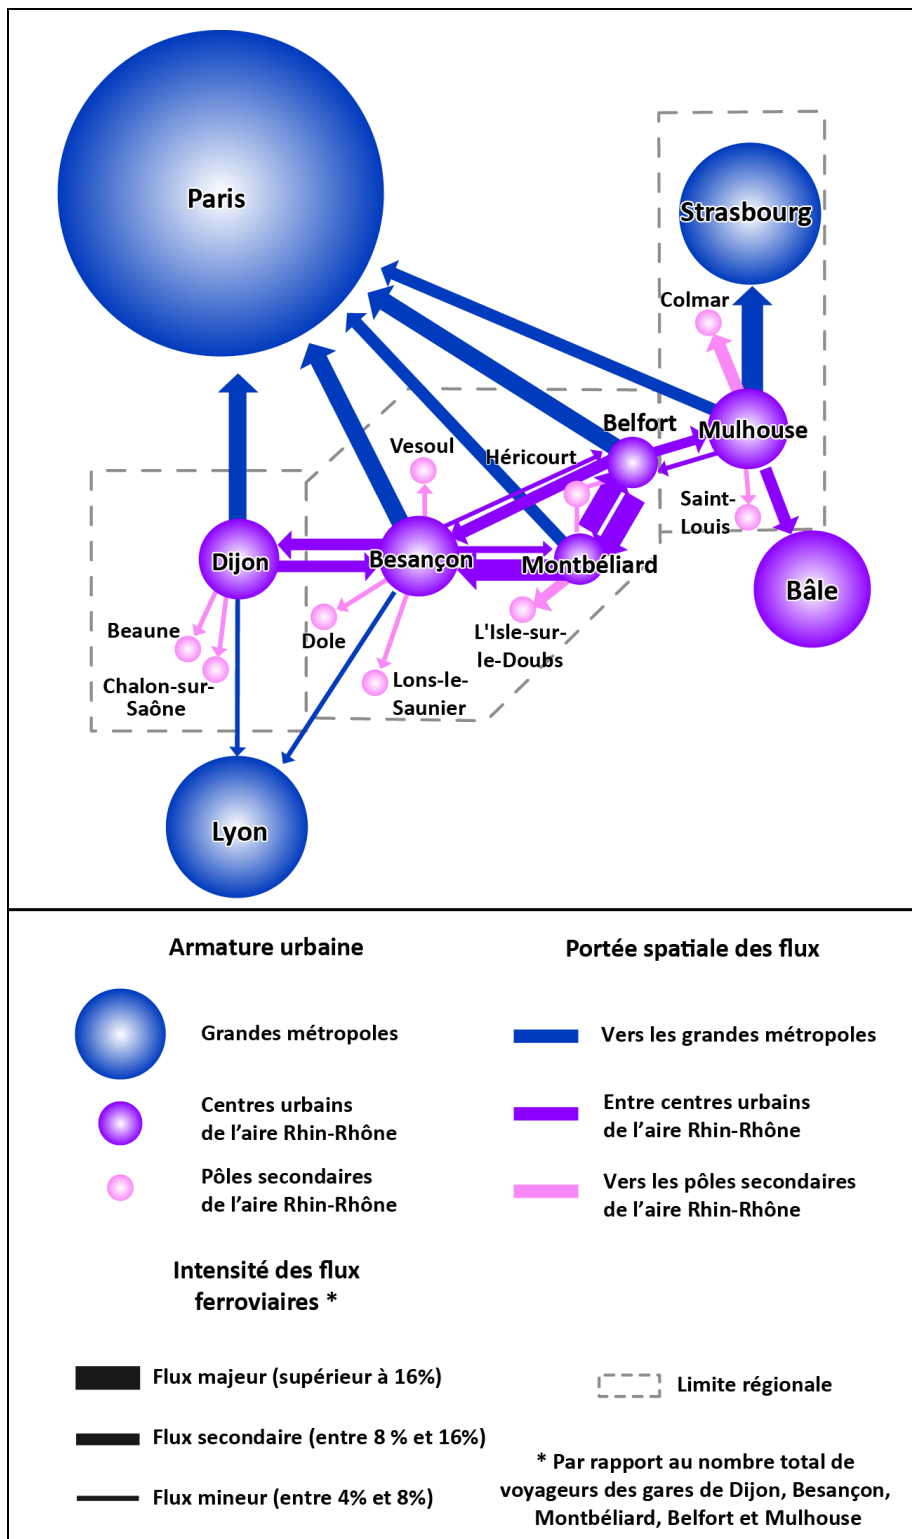 Paris
Strasbourg
Colmar
Belfort
Mulhouse
Vesoul
Héricourt
Saint-
Louis
Dijon
Besançon
Montbéliard
Bâle
Beaune
Dole
L'Isle-sur-
le-Doubs
Chalon-sur-
Saône
Lons-le-
Saunier
Lyon
Armature urbaine
Grandes métropoles
Centres urbains
de l’aire Rhin-Rhône
Pôles secondaires
de l’aire Rhin-Rhône
Portée spatiale des flux
Vers les grandes métropoles
Entre centres urbains
de l’aire Rhin-Rhône
Vers les pôles secondaires
de l’aire Rhin-Rhône
Intensité des flux
ferroviaires *
Flux majeur (supérieur à 16%)
Flux secondaire (entre 8 % et 16%)
Flux mineur (entre 4% et 8%)
Limite régionale
* Par rapport au nombre total de
voyageurs des gares de Dijon, Besançon,
Montbéliard, Belfort et Mulhouse